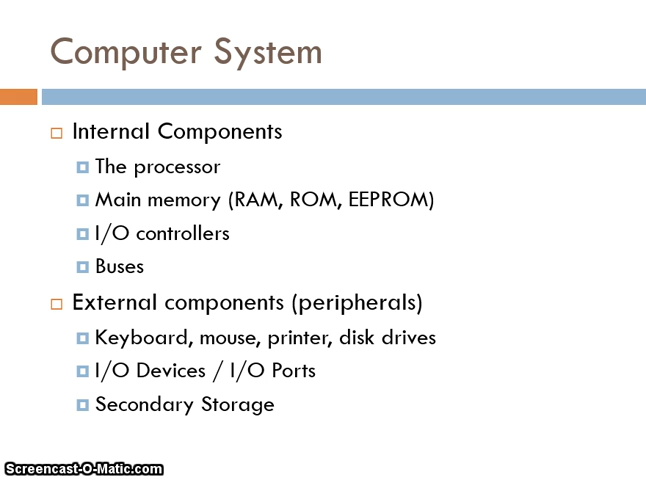 Computer System
Internal Components
The processor
Main memory (RAM, ROM, EEPROM)
I/O controllers
Buses
External components (peripherals)
Keyboard, mouse, printer, disk drives
I/O Devices / I/O Ports
Secondary Storage
Screencast-O-Matic.com